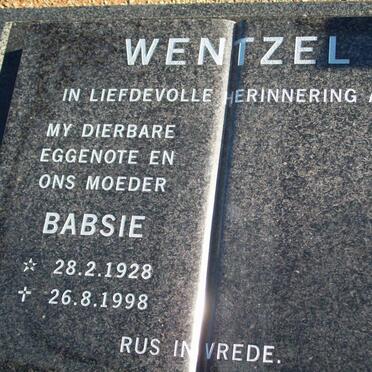 WENTZEL
IN LIEFDEVOLLE HERINNERING
MY DIERBARE
EGGENOTE EN
ONS MOEDER
BABSIE
☆ 28.2.1928
✝ 26.8.1998
RUS IN VREDE.